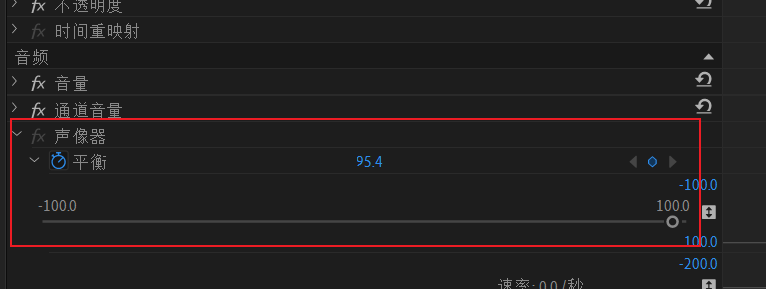 fx 不透明度
fx 时间重映射
音频
fx 音量
fx 通道音量
fx 声像器
平衡 95.4
-100.0
-100.0 100.0
100.0
-200.0
速率: 0.0 /秒